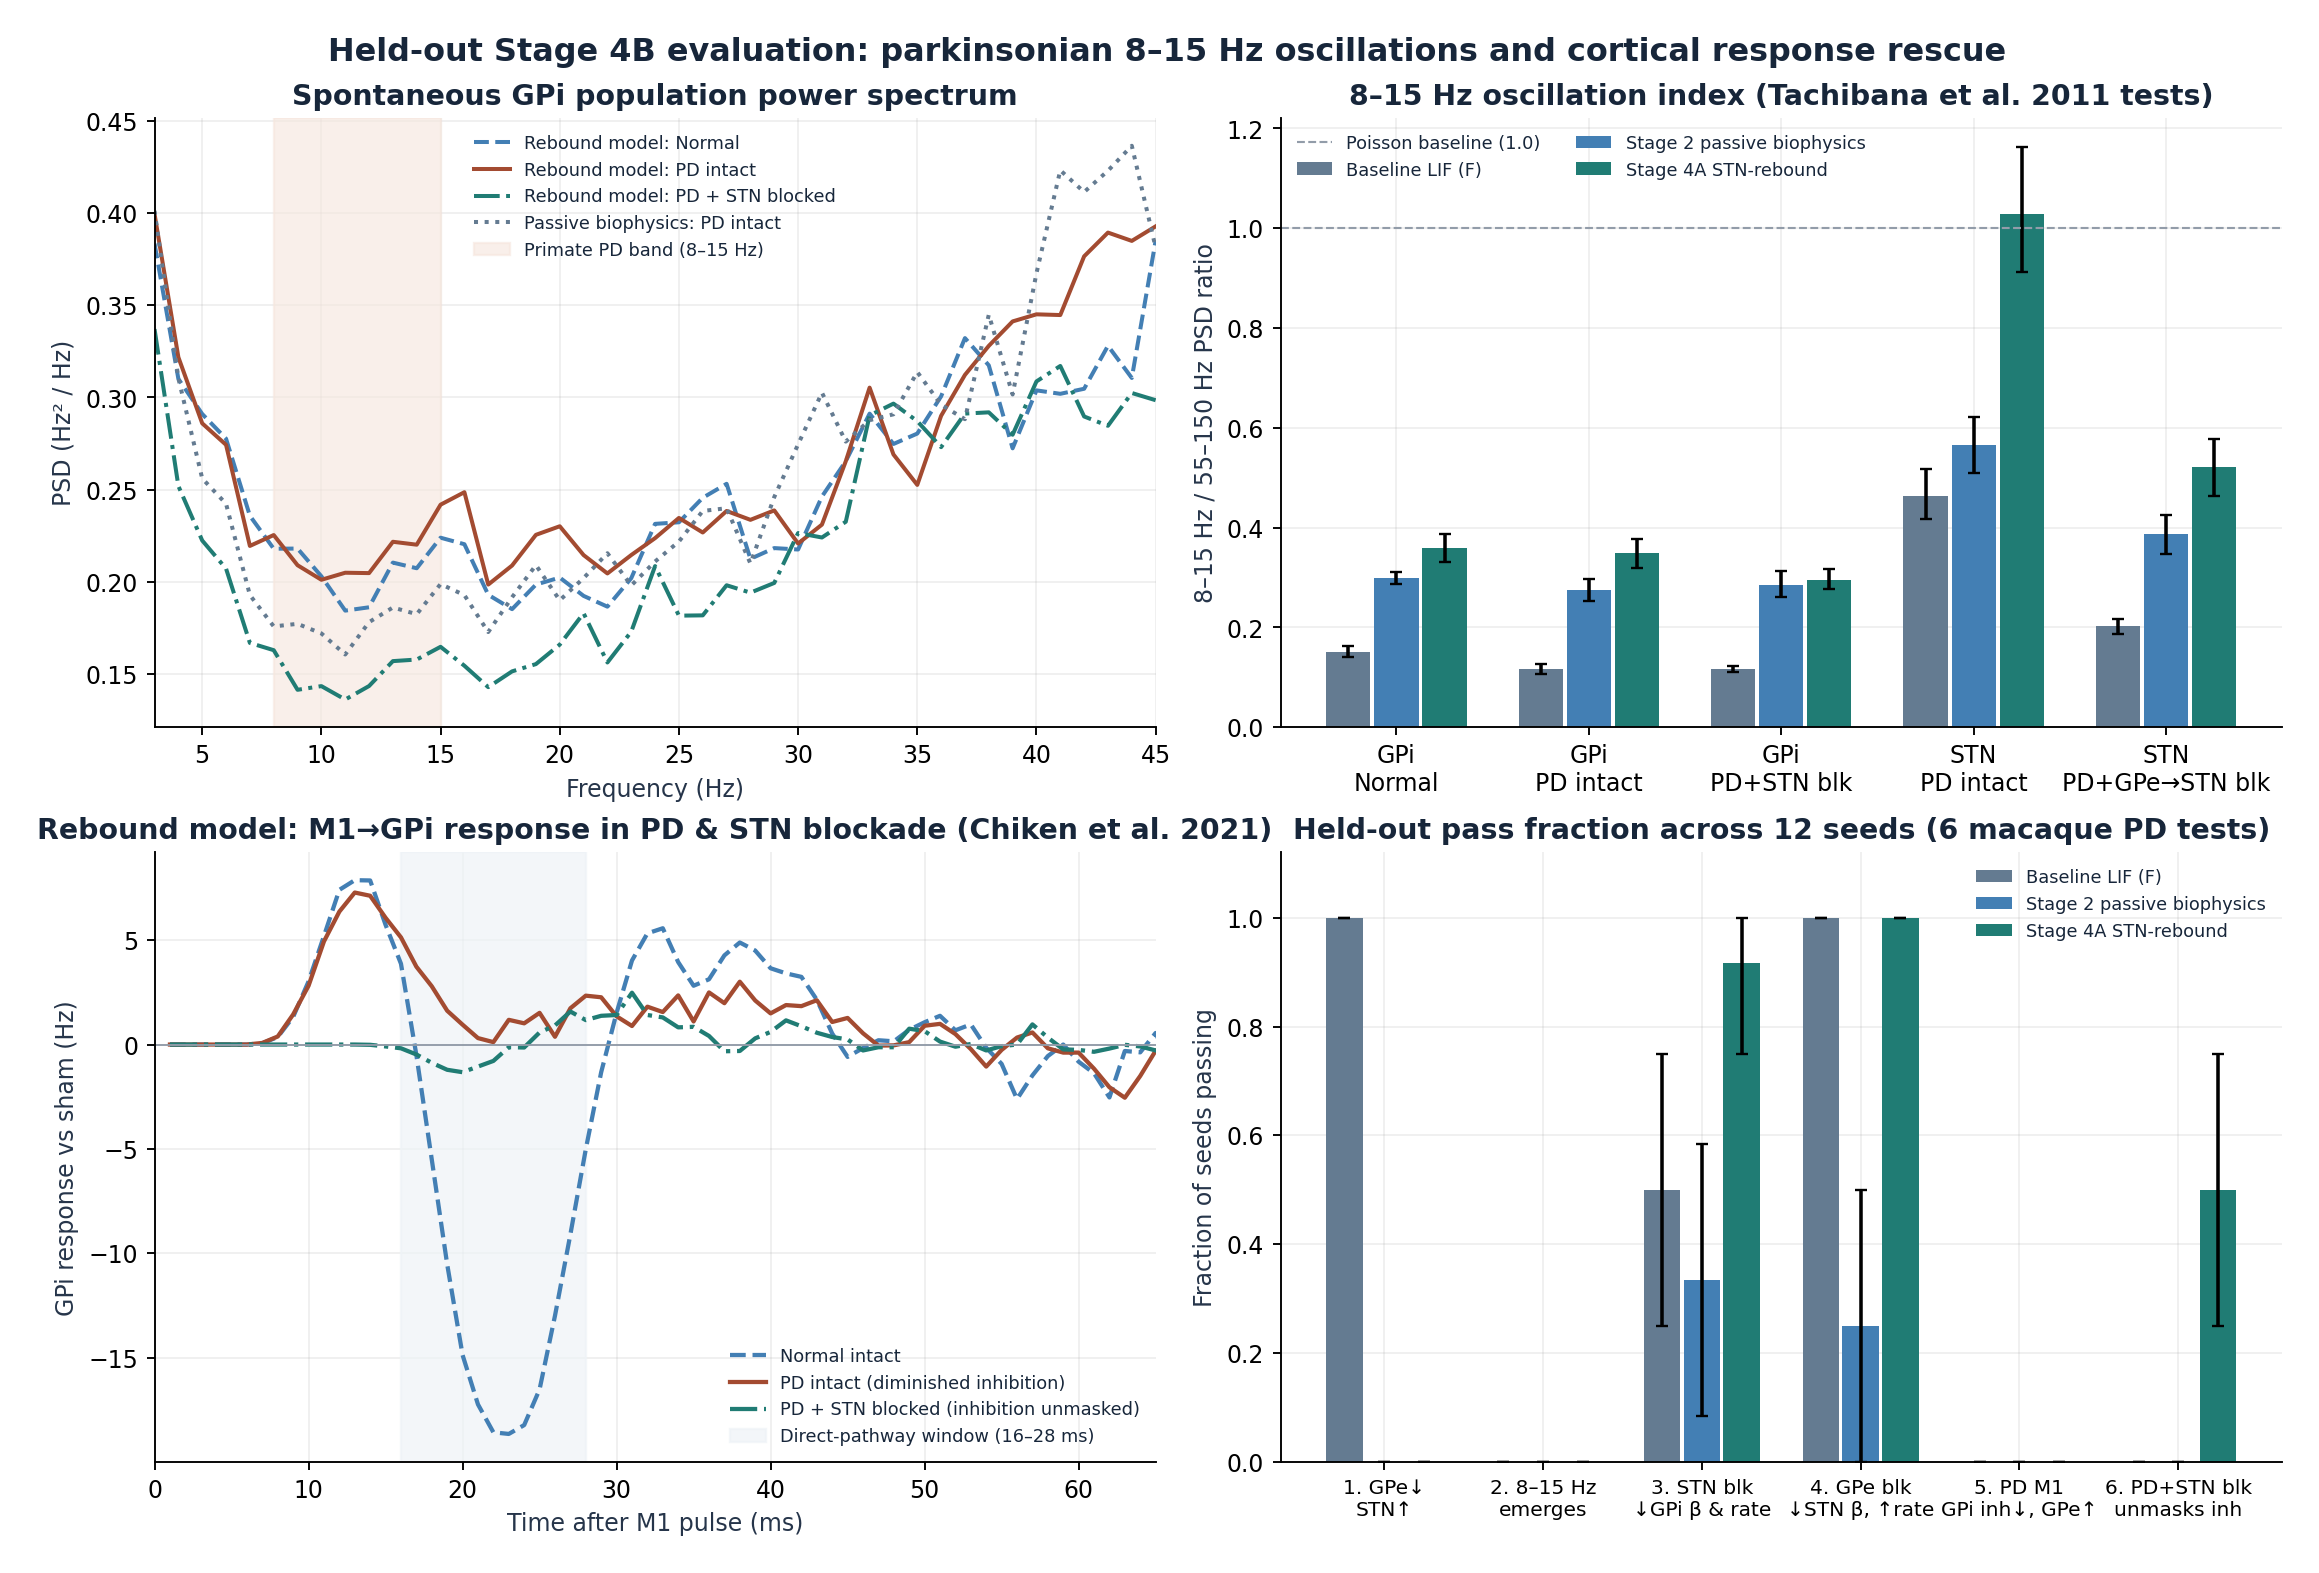 Held-out Stage 4B evaluation: parkinsonian 8–15 Hz oscillations and cortical response rescue
Spontaneous GPi population power spectrum
PSD (Hz² / Hz)
0.45
0.40
0.35
0.30
0.25
0.20
0.15
Rebound model: Normal
Rebound model: PD intact
Rebound model: PD + STN blocked
Passive biophysics: PD intact
Primate PD band (8–15 Hz)
5
10
15
20
25
30
35
40
45
Frequency (Hz)
8–15 Hz oscillation index (Tachibana et al. 2011 tests)
8–15 Hz / 55–150 Hz PSD ratio
1.2
1.0
0.8
0.6
0.4
0.2
0.0
Poisson baseline (1.0)
Baseline LIF (F)
Stage 2 passive biophysics
Stage 4A STN-rebound
GPi
Normal
GPi
PD intact
GPi
PD+STN blk
STN
PD intact
STN
PD+GPe→STN blk
Rebound model: M1→GPi response in PD & STN blockade (Chiken et al. 2021)
GPi response vs sham (Hz)
5
0
−5
−10
−15
Normal intact
PD intact (diminished inhibition)
PD + STN blocked (inhibition unmasked)
Direct-pathway window (16–28 ms)
0
10
20
30
40
50
60
Time after M1 pulse (ms)
Held-out pass fraction across 12 seeds (6 macaque PD tests)
Fraction of seeds passing
1.0
0.8
0.6
0.4
0.2
0.0
Baseline LIF (F)
Stage 2 passive biophysics
Stage 4A STN-rebound
1. GPe↓
STN↑
2. 8–15 Hz
emerges
3. STN blk
↓GPi β & rate
4. GPe blk
↓STN β, ↑rate
5. PD M1
GPi inh↓, GPe↑
6. PD+STN blk
unmasks inh